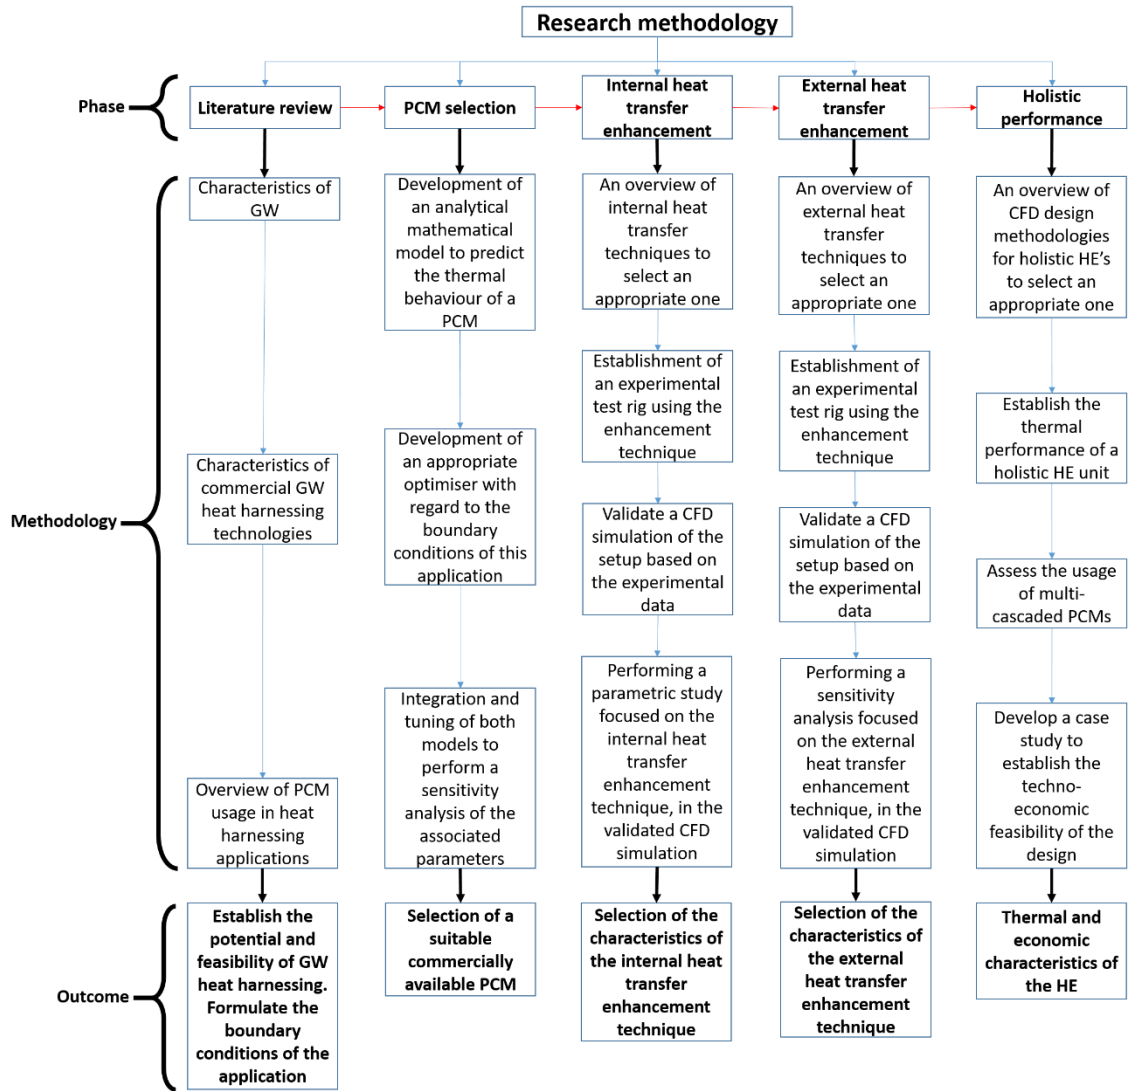 Research methodology
Phase
Literature review
PCM selection
Internal heat
transfer
enhancement
External heat
transfer
enhancement
Holistic
performance
Methodology
Characteristics of
GW
Characteristics of
commercial GW
heat harnessing
technologies
Overview of PCM
usage in heat
harnessing
applications
Development of
an analytical
mathematical
model to predict
the thermal
behaviour of a
PCM
Development of
an appropriate
optimiser with
regard to the
boundary
conditions of this
application
Integration and
tuning of both
models to
perform a
sensitivity
analysis of the
associated
parameters
An overview of
internal heat
transfer
techniques to
select an
appropriate one
Establishment of
an experimental
test rig using the
enhancement
technique
Validate a CFD
simulation of the
setup based on
the experimental
data
Performing a
parametric study
focused on the
internal heat
transfer
enhancement
technique, in the
validated CFD
simulation
An overview of
external heat
transfer
techniques to
select an
appropriate one
Establishment of
an experimental
test rig using the
enhancement
technique
Validate a CFD
simulation of the
setup based on
the experimental
data
Performing a
sensitivity
analysis focused
on the external
heat transfer
enhancement
technique, in the
validated CFD
simulation
An overview of
CFD design
methodologies
for holistic HE's
to select an
appropriate one
Establish the
thermal
performance of a
holistic HE unit
Assess the usage
of multi-
cascaded PCMs
Develop a case
study to
establish the
techno-
economic
feasibility of the
design
Outcome
Establish the
potential and
feasibility of GW
heat harnessing.
Formulate the
boundary
conditions of the
application
Selection of a
suitable
commercially
available PCM
Selection of the
characteristics of
the internal heat
transfer
enhancement
technique
Selection of the
characteristics of
the external heat
transfer
enhancement
technique
Thermal and
economic
characteristics of
the HE